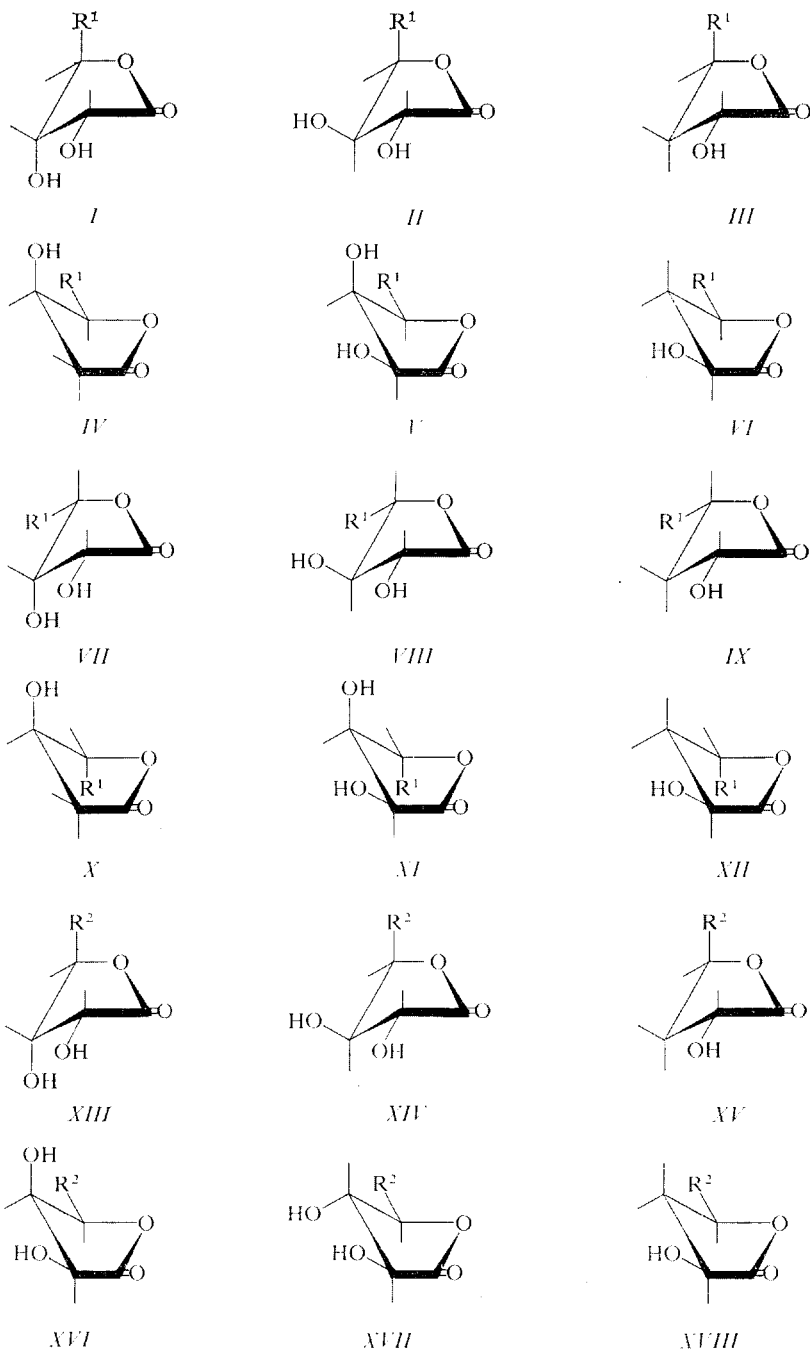 R¹ R¹ R¹
O O O
O HO O O
OH OH OH
OH
I II III
OH OH
R¹ R¹ R¹
O O O
HO HO
O O O
IV V VI
O O O
R¹ R¹ R¹
O HO O O
OH OH OH
OH
VII VIII IX
OH OH
O O O
R¹ HO R¹ HO R¹
O O O
X XI XII
R² R² R²
O O O
O HO O O
OH OH OH
OH
XIII XIV XV
OH
R² R² R²
HO
O O O
HO HO HO
O O O
XVI XVII XVIII